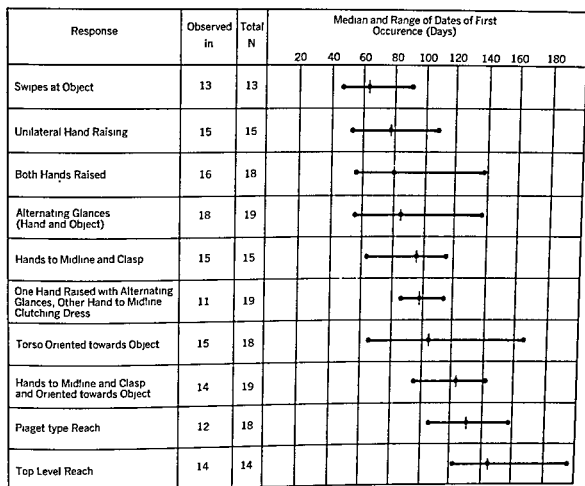 Response Observed in Total N Median and Range of Dates of First Occurence (Days)
20 40 60 80 100 120 140 160 180
Swipes at Object 13 13
Unilateral Hand Raising 15 15
Both Hands Raised 16 18
Alternating Glances
(Hand and Object) 18 19
Hands to Midline and Clasp 15 15
One Hand Raised with Alternating
Glances, Other Hand to Midline
Clutching Dress 11 19
Torso Oriented towards Object 15 18
Hands to Midline and Clasp
and Oriented towards Object 14 19
Piaget type Reach 12 18
Top Level Reach 14 14